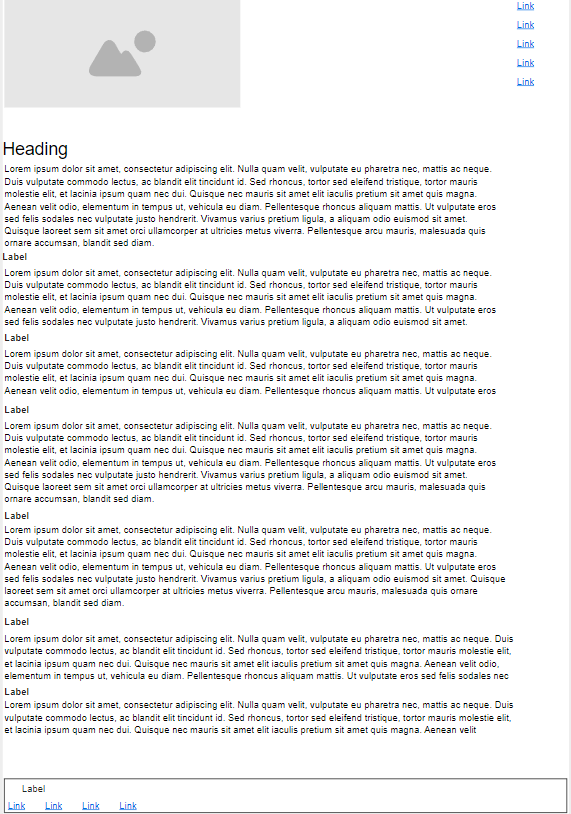 Link
Link
Link
Link
Link
Heading
Lorem ipsum dolor sit amet, consectetur adipiscing elit. Nulla quam velit, vulputate eu pharetra nec, mattis ac neque.
Duis vulputate commodo lectus, ac blandit elit tincidunt id. Sed rhoncus, tortor sed eleifend tristique, tortor mauris
molestie elit, et lacinia ipsum quam nec dui. Quisque nec mauris sit amet elit iaculis pretium sit amet quis magna.
Aenean velit odio, elementum in tempus ut, vehicula eu diam. Pellentesque rhoncus aliquam mattis. Ut vulputate eros
sed felis sodales nec vulputate justo hendrerit. Vivamus varius pretium ligula, a aliquam odio euismod sit amet.
Quisque laoreet sem sit amet orci ullamcorper at ultricies metus viverra. Pellentesque arcu mauris, malesuada quis
ornare accumsan, blandit sed diam.
Label
Lorem ipsum dolor sit amet, consectetur adipiscing elit. Nulla quam velit, vulputate eu pharetra nec, mattis ac neque.
Duis vulputate commodo lectus, ac blandit elit tincidunt id. Sed rhoncus, tortor sed eleifend tristique, tortor mauris
molestie elit, et lacinia ipsum quam nec dui. Quisque nec mauris sit amet elit iaculis pretium sit amet quis magna.
Aenean velit odio, elementum in tempus ut, vehicula eu diam. Pellentesque rhoncus aliquam mattis. Ut vulputate eros
sed felis sodales nec vulputate justo hendrerit. Vivamus varius pretium ligula, a aliquam odio euismod sit amet.
Label
Lorem ipsum dolor sit amet, consectetur adipiscing elit. Nulla quam velit, vulputate eu pharetra nec, mattis ac neque.
Duis vulputate commodo lectus, ac blandit elit tincidunt id. Sed rhoncus, tortor sed eleifend tristique, tortor mauris
molestie elit, et lacinia ipsum quam nec dui. Quisque nec mauris sit amet elit iaculis pretium sit amet quis magna.
Aenean velit odio, elementum in tempus ut, vehicula eu diam. Pellentesque rhoncus aliquam mattis. Ut vulputate eros
Label
Lorem ipsum dolor sit amet, consectetur adipiscing elit. Nulla quam velit, vulputate eu pharetra nec, mattis ac neque.
Duis vulputate commodo lectus, ac blandit elit tincidunt id. Sed rhoncus, tortor sed eleifend tristique, tortor mauris
molestie elit, et lacinia ipsum quam nec dui. Quisque nec mauris sit amet elit iaculis pretium sit amet quis magna.
Aenean velit odio, elementum in tempus ut, vehicula eu diam. Pellentesque rhoncus aliquam mattis. Ut vulputate eros
sed felis sodales nec vulputate justo hendrerit. Vivamus varius pretium ligula, a aliquam odio euismod sit amet.
Quisque laoreet sem sit amet orci ullamcorper at ultricies metus viverra. Pellentesque arcu mauris, malesuada quis
ornare accumsan, blandit sed diam.
Label
Lorem ipsum dolor sit amet, consectetur adipiscing elit. Nulla quam velit, vulputate eu pharetra nec, mattis ac neque.
Duis vulputate commodo lectus, ac blandit elit tincidunt id. Sed rhoncus, tortor sed eleifend tristique, tortor mauris
molestie elit, et lacinia ipsum quam nec dui. Quisque nec mauris sit amet elit iaculis pretium sit amet quis magna.
Aenean velit odio, elementum in tempus ut, vehicula eu diam. Pellentesque rhoncus aliquam mattis. Ut vulputate eros
sed felis sodales nec vulputate justo hendrerit. Vivamus varius pretium ligula, a aliquam odio euismod sit amet. Quisque
laoreet sem sit amet orci ullamcorper at ultricies metus viverra. Pellentesque arcu mauris, malesuada quis ornare
accumsan, blandit sed diam.
Label
Lorem ipsum dolor sit amet, consectetur adipiscing elit. Nulla quam velit, vulputate eu pharetra nec, mattis ac neque. Duis
vulputate commodo lectus, ac blandit elit tincidunt id. Sed rhoncus, tortor sed eleifend tristique, tortor mauris molestie elit,
et lacinia ipsum quam nec dui. Quisque nec mauris sit amet elit iaculis pretium sit amet quis magna. Aenean velit odio,
elementum in tempus ut, vehicula eu diam. Pellentesque rhoncus aliquam mattis. Ut vulputate eros sed felis sodales nec
Label
Lorem ipsum dolor sit amet, consectetur adipiscing elit. Nulla quam velit, vulputate eu pharetra nec, mattis ac neque. Duis
vulputate commodo lectus, ac blandit elit tincidunt id. Sed rhoncus, tortor sed eleifend tristique, tortor mauris molestie elit,
et lacinia ipsum quam nec dui. Quisque nec mauris sit amet elit iaculis pretium sit amet quis magna. Aenean velit
Label
Link Link Link Link